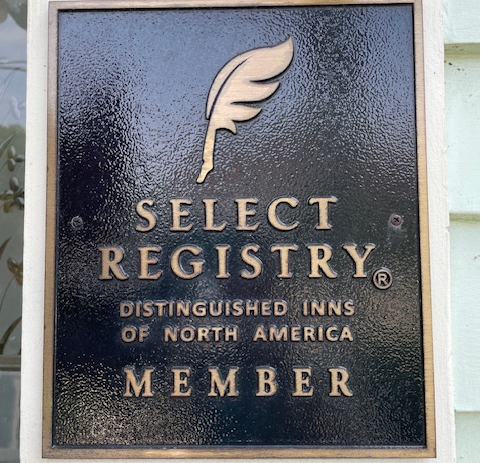 SELECT
REGISTRY®
DISTINGUISHED INNS
OF NORTH AMERICA
MEMBER